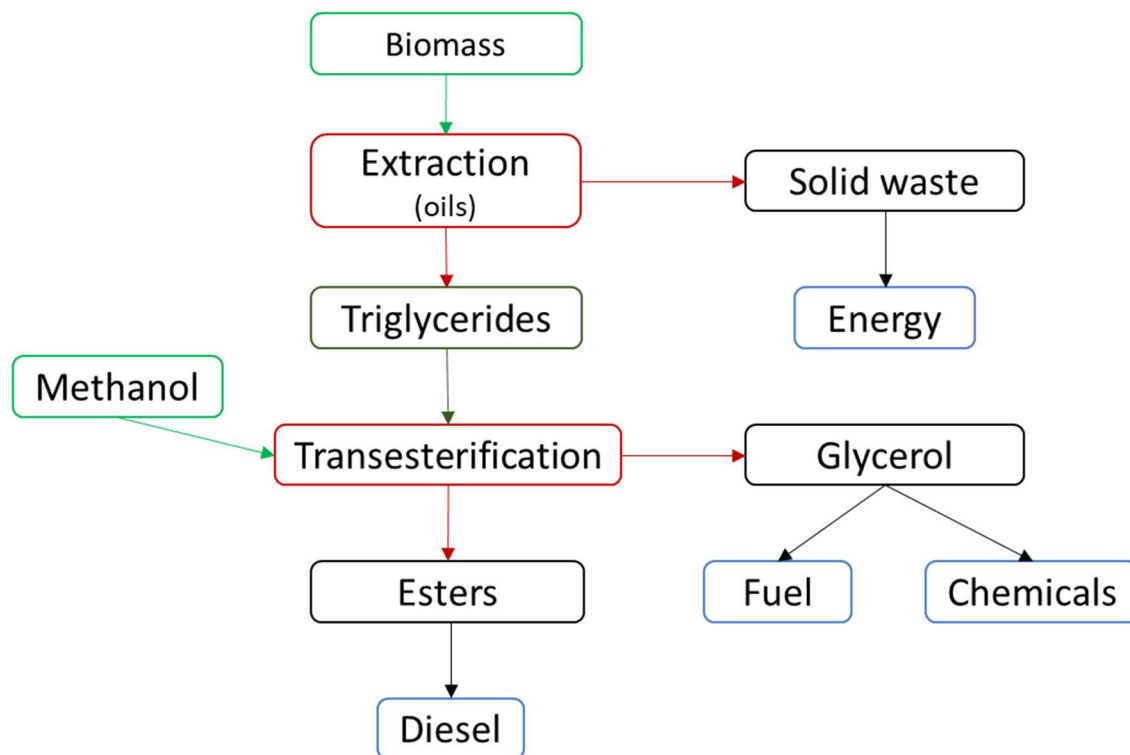 Biomass
Extraction
(oils)
Solid waste
Triglycerides
Energy
Methanol
Transesterification
Glycerol
Esters
Fuel
Chemicals
Diesel